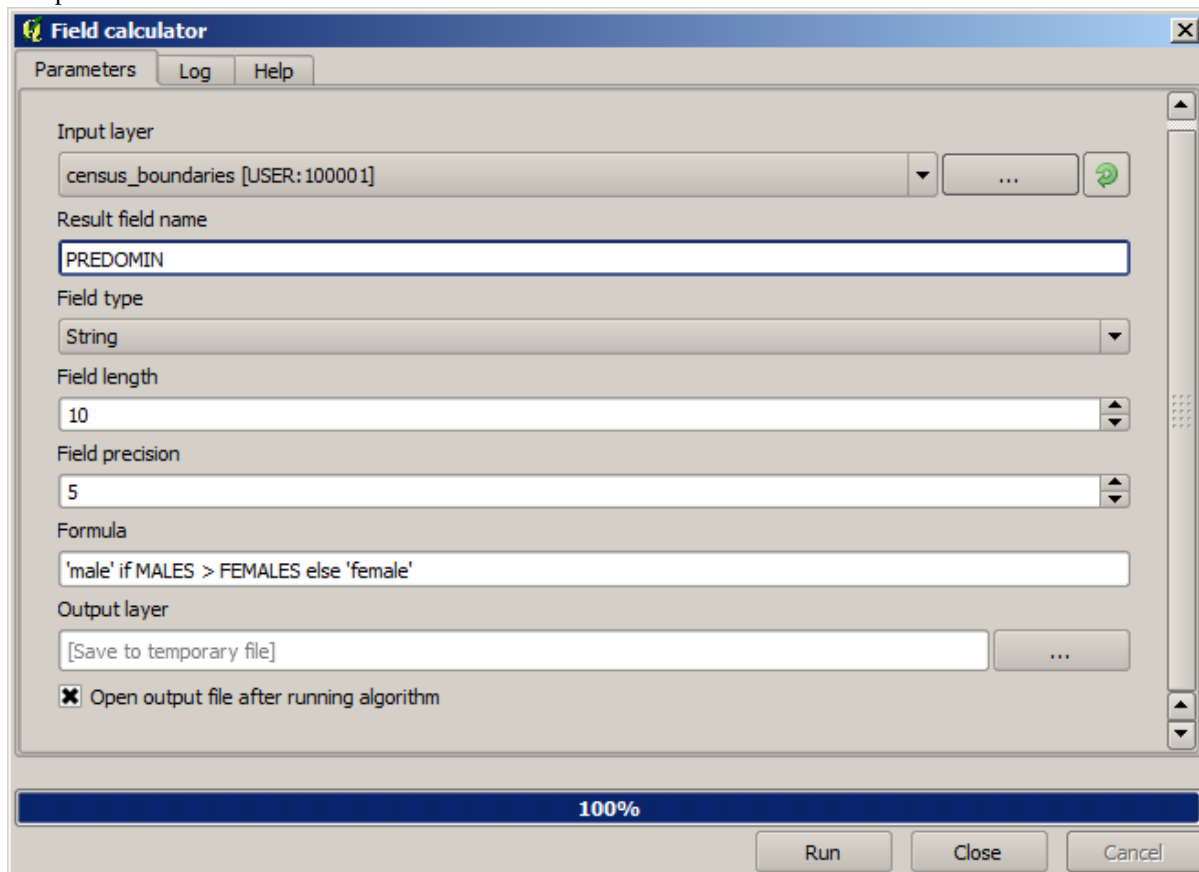 Field calculator
Parameters Log Help
Input layer
census_boundaries [USER:100001] ...
Result field name
PREDOMIN
Field type
String
Field length
10
Field precision
5
Formula
'male' if MALES > FEMALES else 'female'
Output layer
[Save to temporary file] ...
Open output file after running algorithm
100%
Run Close Cancel